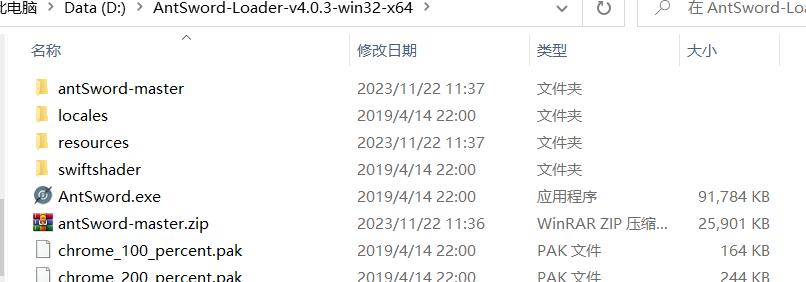 此电脑 › Data (D:) › AntSword-Loader-v4.0.3-win32-x64 › 在 AntSword-Loa
名称 修改日期 类型 大小
antSword-master 2023/11/22 11:37 文件夹
locales 2019/4/14 22:00 文件夹
resources 2023/11/22 11:37 文件夹
swiftshader 2019/4/14 22:00 文件夹
AntSword.exe 2019/4/14 22:00 应用程序 91,784 KB
antSword-master.zip 2023/11/22 11:36 WinRAR ZIP 压缩... 25,901 KB
chrome_100_percent.pak 2019/4/14 22:00 PAK 文件 164 KB
chrome_200_percent.pak 2019/4/14 22:00 PAK 文件 244 KB